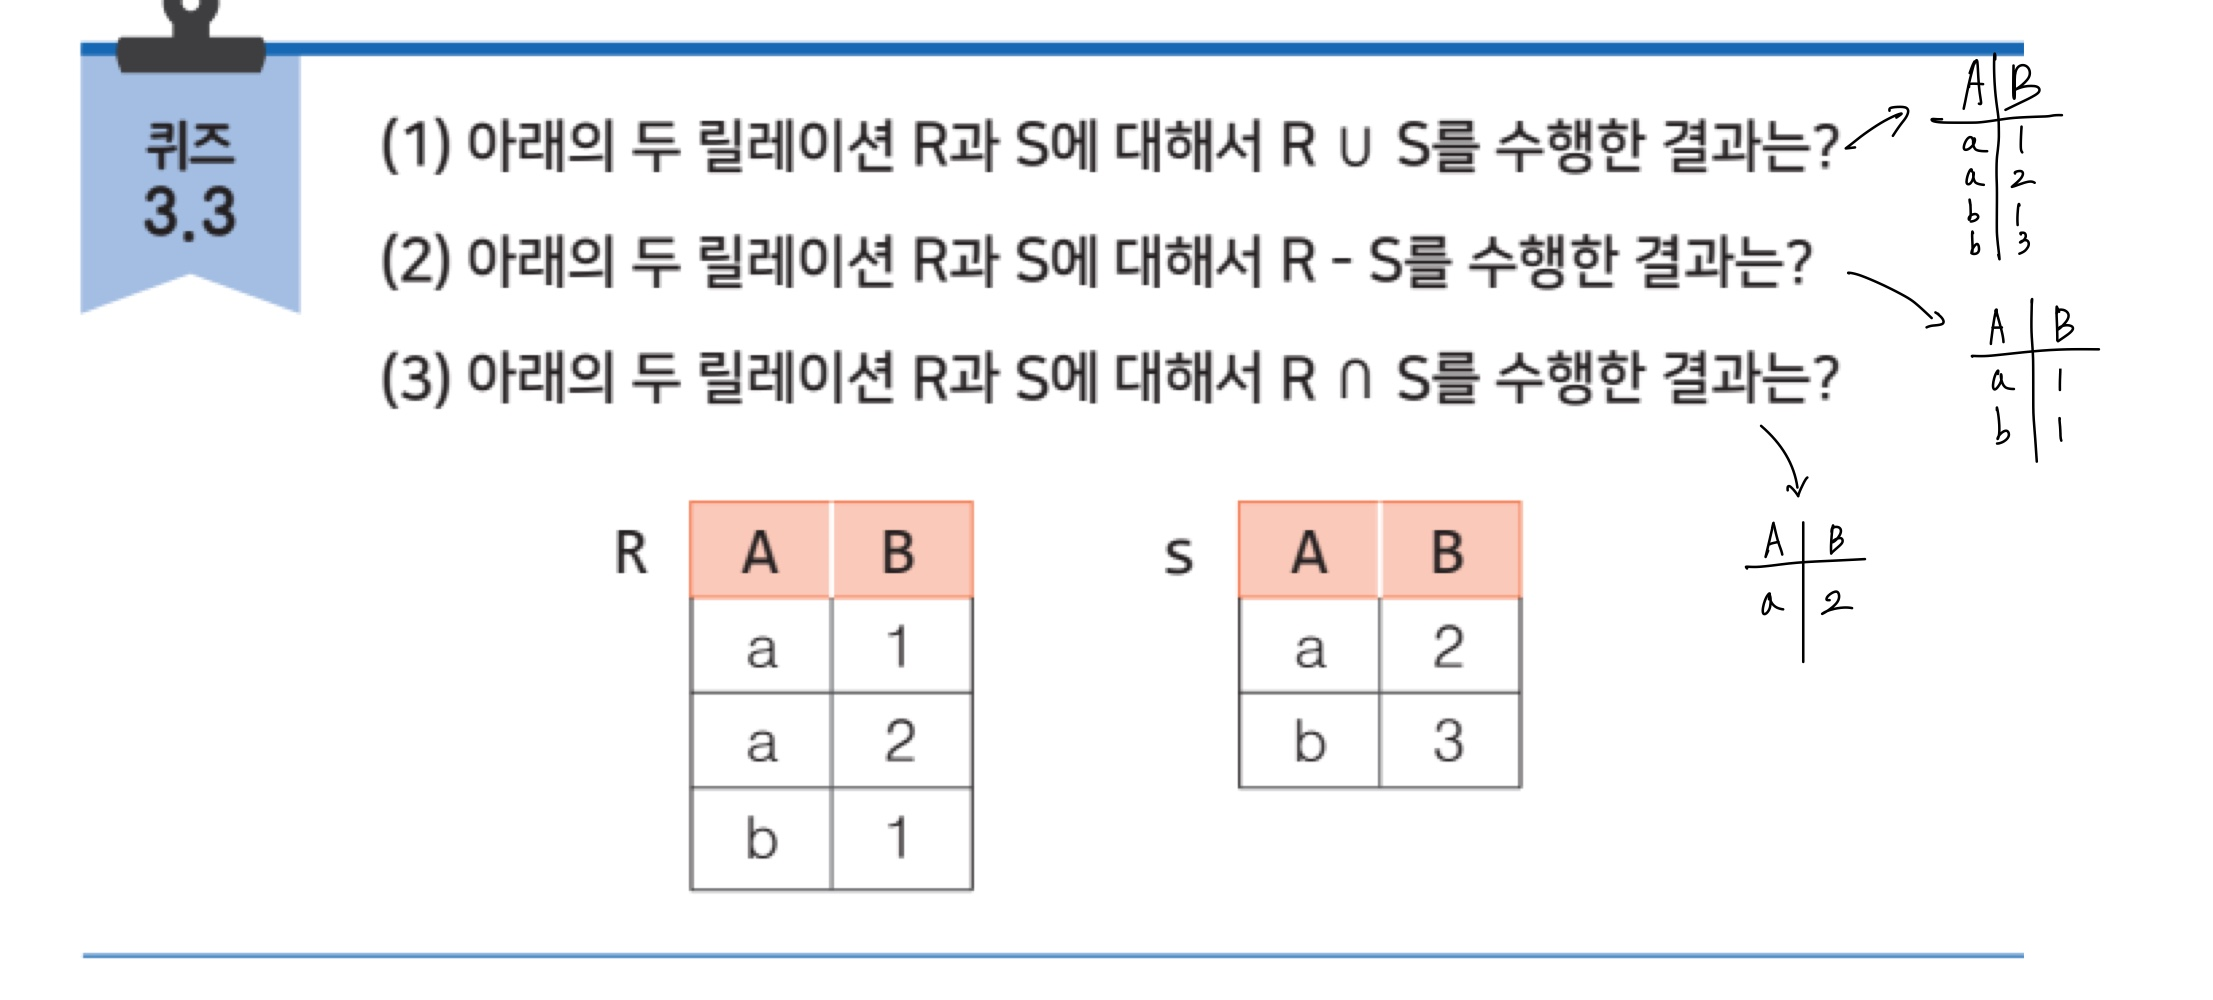 퀴즈
3.3
(1) 아래의 두 릴레이션 R과 S에 대해서 R ∪ S를 수행한 결과는?
A B
a 1
a 2
b 1
b 3
(2) 아래의 두 릴레이션 R과 S에 대해서 R - S를 수행한 결과는?
A B
a 1
b 1
(3) 아래의 두 릴레이션 R과 S에 대해서 R ∩ S를 수행한 결과는?
A B
a 2
R A B
a 1
a 2
b 1
s A B
a 2
b 3